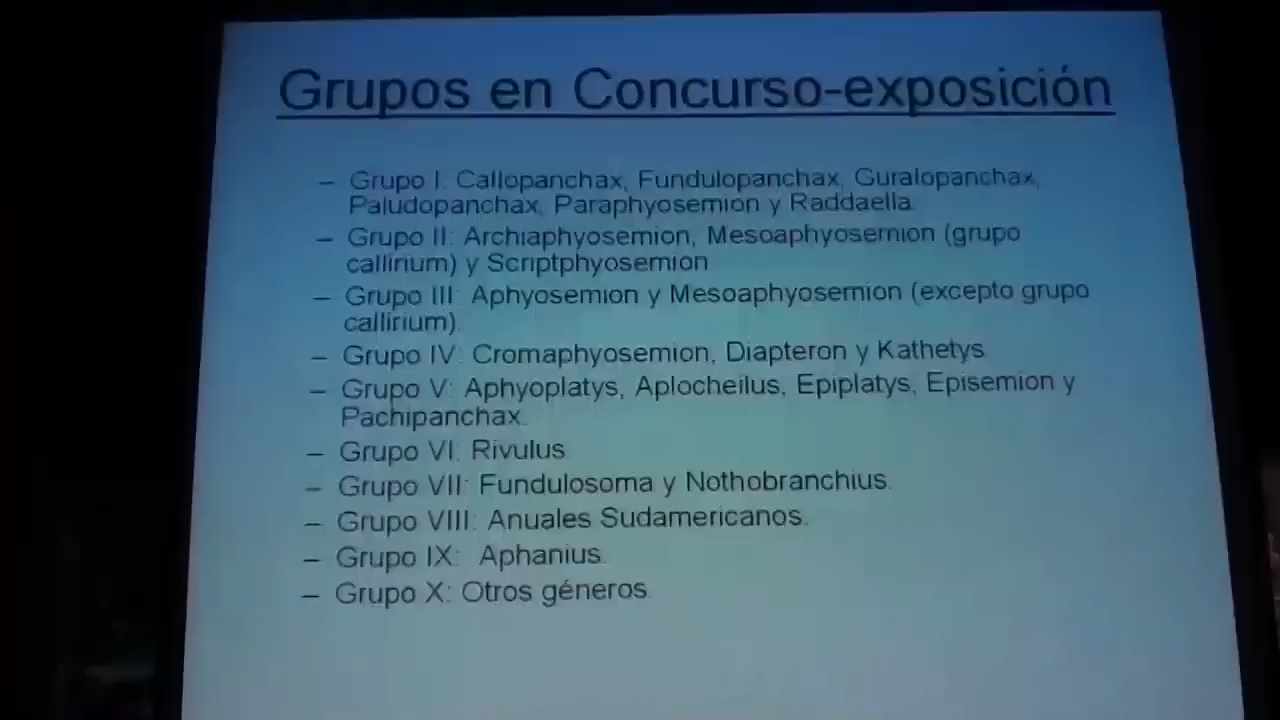 Grupos en Concurso-exposición
– Grupo I: Callopanchax, Fundulopanchax, Guralopanchax,
Paludopanchax, Paraphyosemion y Raddaella.
– Grupo II: Archiaphyosemion, Mesoaphyosemion (grupo
callirium) y Scriptphyosemion.
– Grupo III: Aphyosemion y Mesoaphyosemion (excepto grupo
callirium).
– Grupo IV: Cromaphyosemion, Diapteron y Kathetys.
– Grupo V: Aphyoplatys, Aplocheilus, Epiplatys, Episemion y
Pachipanchax.
– Grupo VI: Rivulus
– Grupo VII: Fundulosoma y Nothobranchius.
– Grupo VIII: Anuales Sudamericanos.
– Grupo IX: Aphanius.
– Grupo X: Otros géneros.